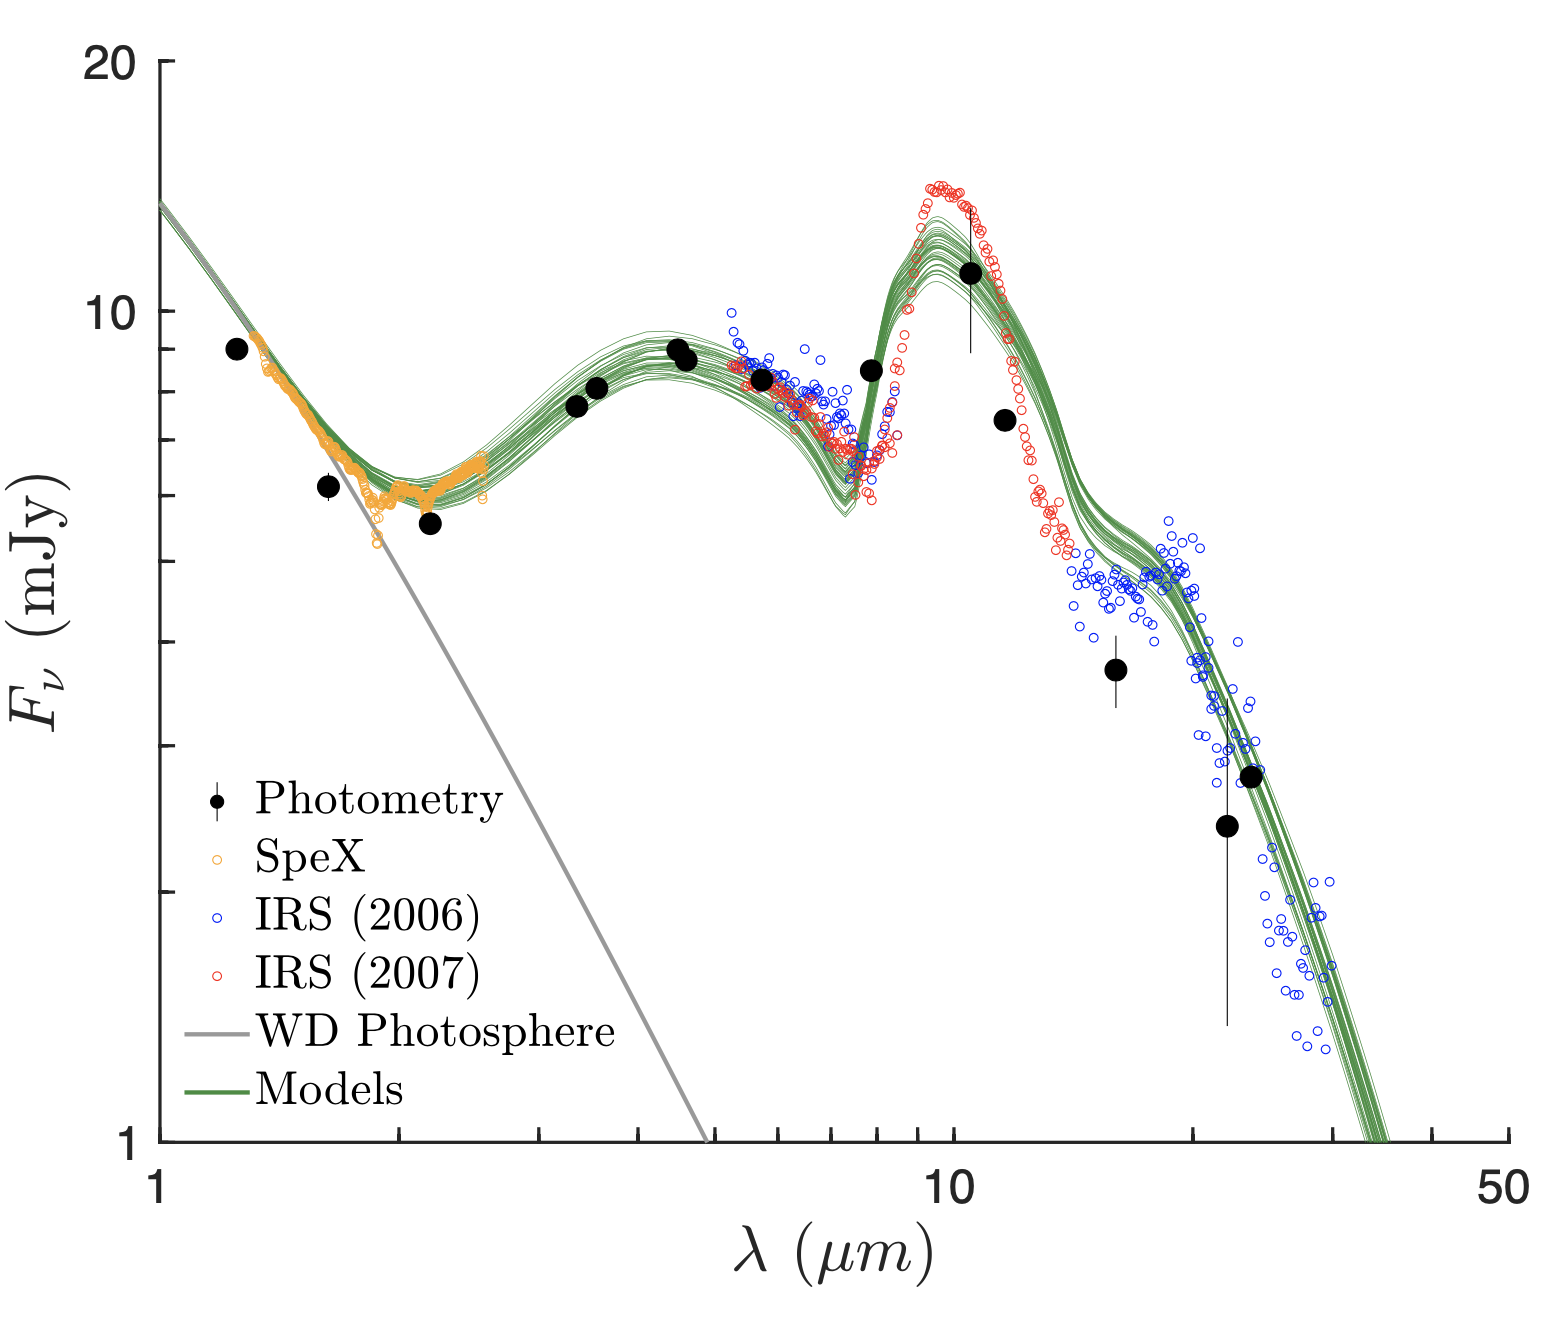 20
10
1
F_ν (mJy)
Photometry
SpeX
IRS (2006)
IRS (2007)
WD Photosphere
Models
1 10 50
λ (μm)